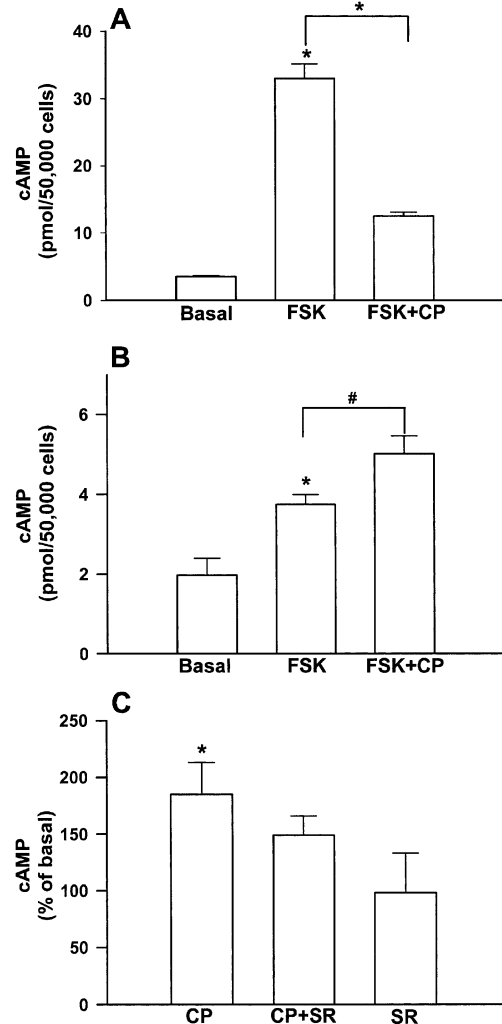 A
*
40
*
30
20
10
0
cAMP
(pmol/50,000 cells)
Basal FSK FSK+CP
B
6
#
4
*
2
0
cAMP
(pmol/50,000 cells)
Basal FSK FSK+CP
C
250
*
200
150
100
50
0
cAMP
(% of basal)
CP CP+SR SR